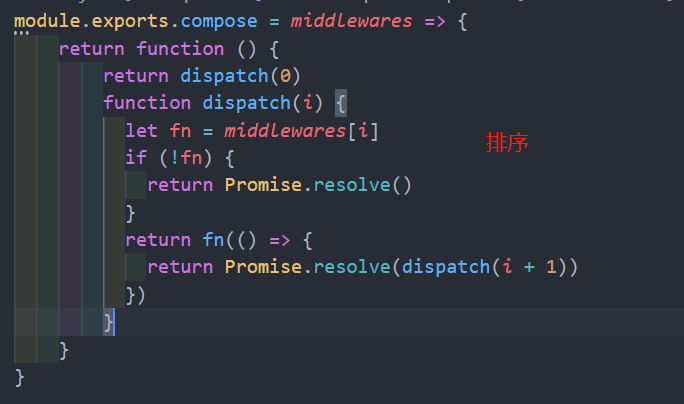 module.exports.compose = middlewares => {
return function () {
return dispatch(0)
function dispatch(i) {
let fn = middlewares[i]
if (!fn) {
return Promise.resolve()
}
return fn(() => {
return Promise.resolve(dispatch(i + 1))
})
}
}
}
排序